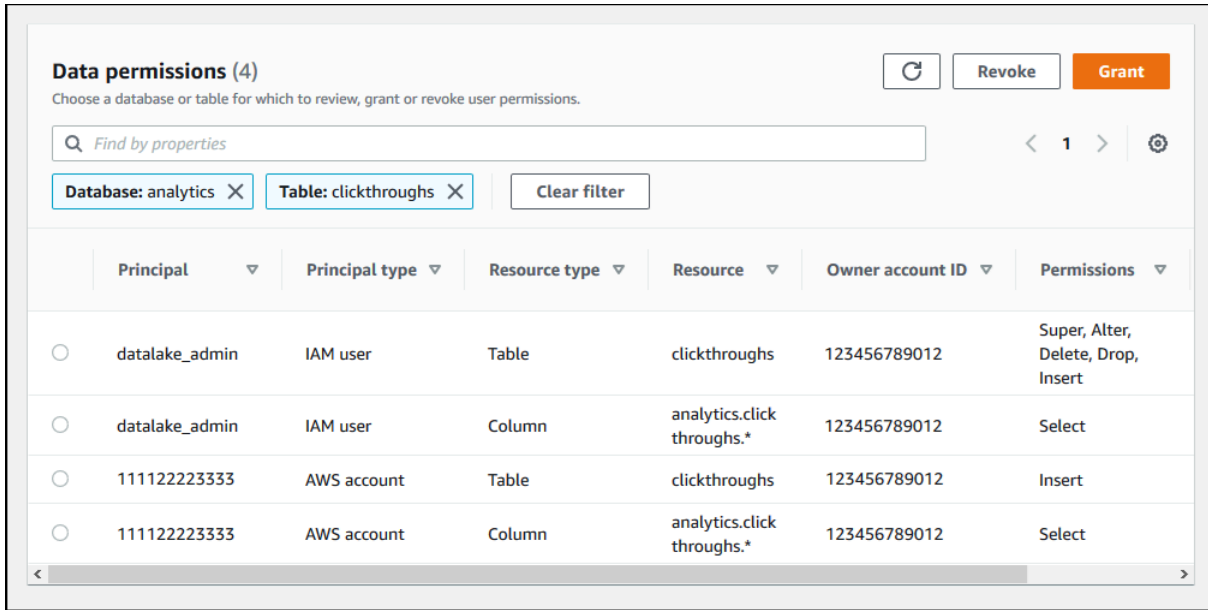 Data permissions (4)
Revoke
Grant
Choose a database or table for which to review, grant or revoke user permissions.
Find by properties
1
Database: analytics
Table: clickthroughs
Clear filter
Principal Principal type Resource type Resource Owner account ID Permissions
datalake_admin IAM user Table clickthroughs 123456789012 Super, Alter,
Delete, Drop,
Insert
datalake_admin IAM user Column analytics.click
throughs.* 123456789012 Select
111122223333 AWS account Table clickthroughs 123456789012 Insert
111122223333 AWS account Column analytics.click
throughs.* 123456789012 Select